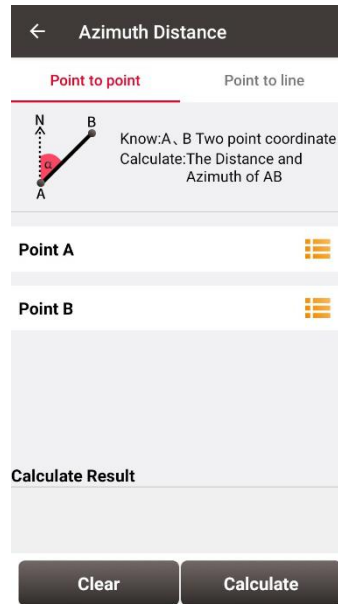 Azimuth Distance
Point to point
Point to line
N
B
α
A
Know:A、B Two point coordinate
Calculate:The Distance and
Azimuth of AB
Point A
Point B
Calculate Result
Clear
Calculate